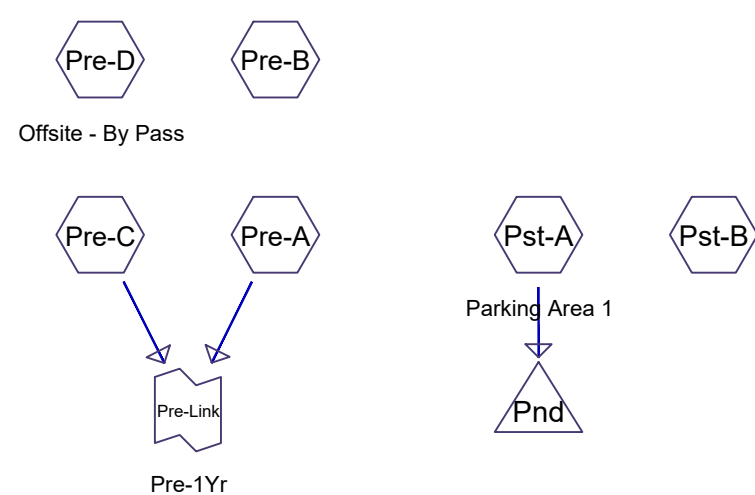 Pre-D
Pre-B
Offsite - By Pass
Pre-C
Pre-A
Pst-A
Pst-B
Parking Area 1
Pre-Link
Pnd
Pre-1Yr